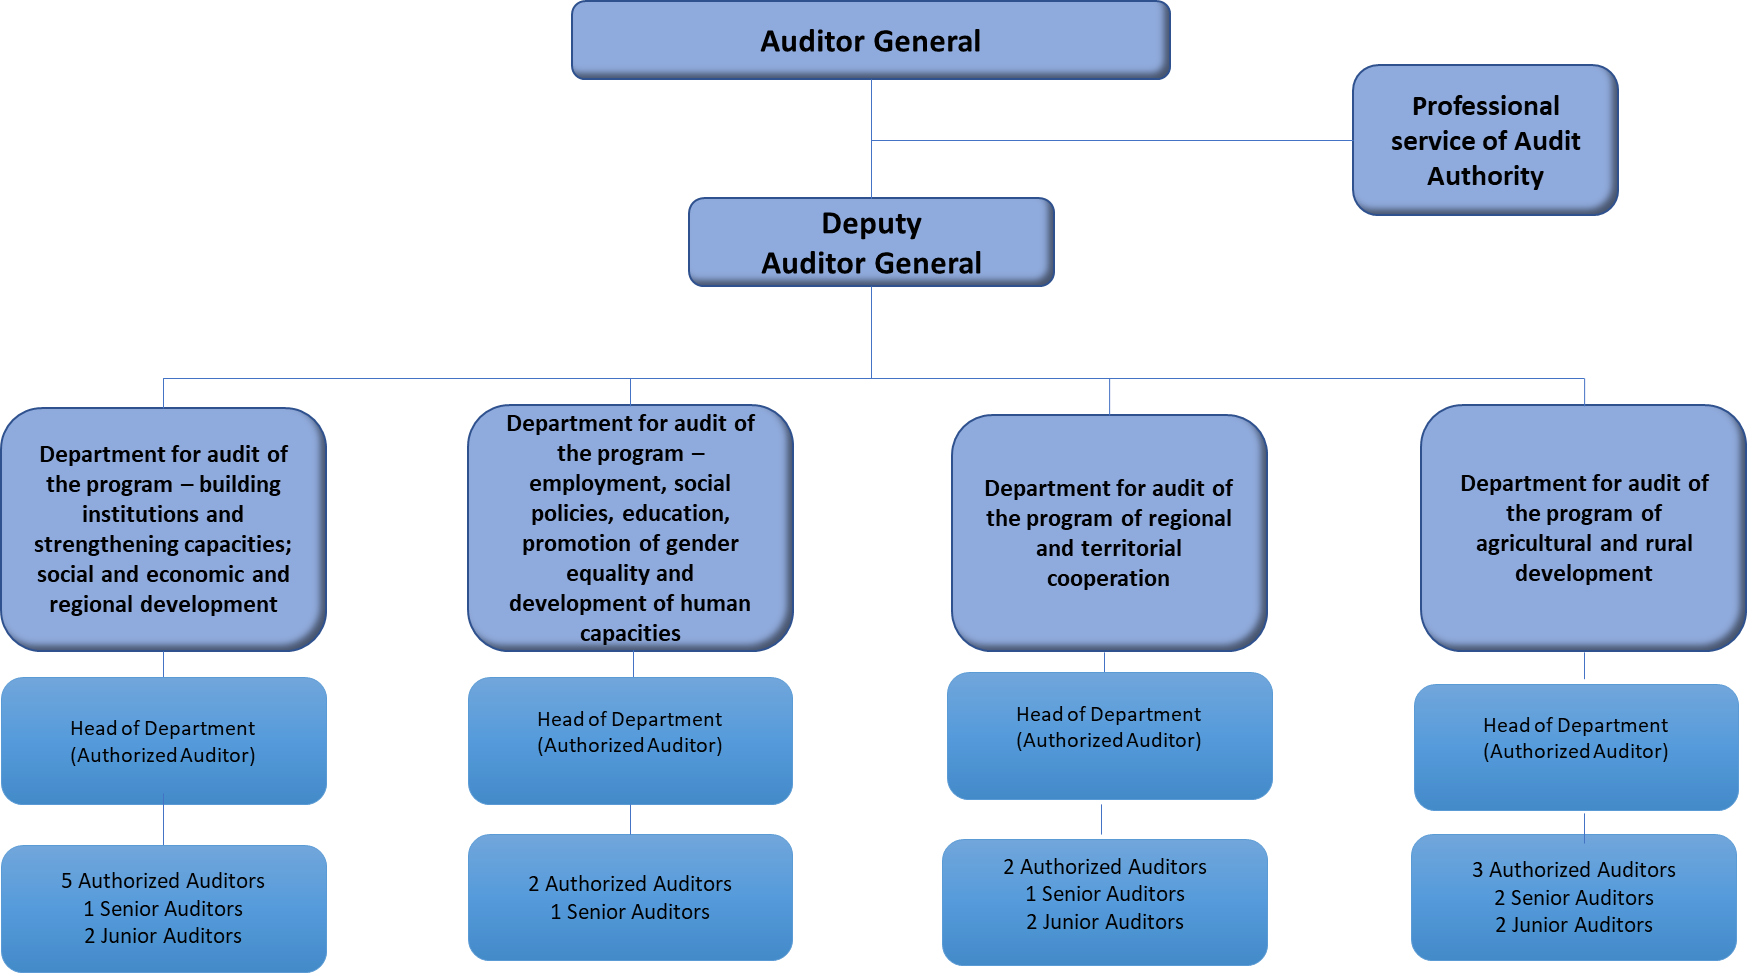 Auditor General
Professional
service of Audit
Authority
Deputy
Auditor General
Department for audit of
the program – building
institutions and
strengthening capacities;
social and economic and
regional development
Department for audit of
the program –
employment, social
policies, education,
promotion of gender
equality and
development of human
capacities
Department for audit of
the program of regional
and territorial
cooperation
Department for audit of
the program of
agricultural and rural
development
Head of Department
(Authorized Auditor)
Head of Department
(Authorized Auditor)
Head of Department
(Authorized Auditor)
Head of Department
(Authorized Auditor)
5 Authorized Auditors
1 Senior Auditors
2 Junior Auditors
2 Authorized Auditors
1 Senior Auditors
2 Authorized Auditors
1 Senior Auditors
2 Junior Auditors
3 Authorized Auditors
2 Senior Auditors
2 Junior Auditors